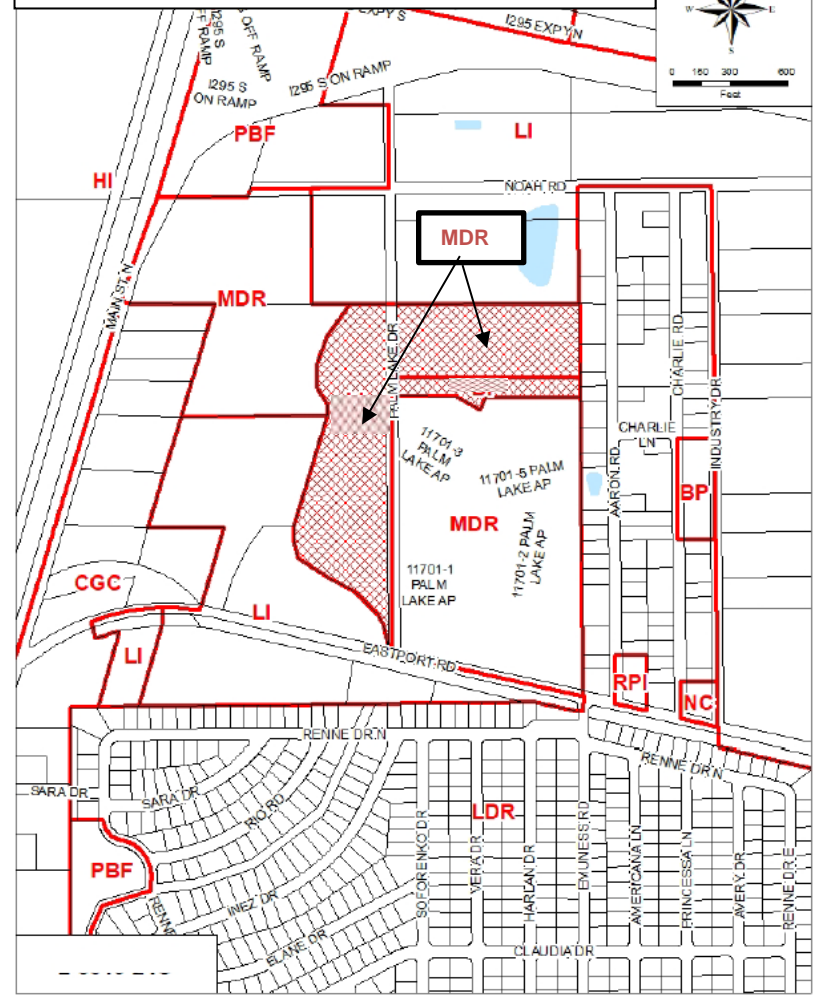 I295 S
OFF RAMP
EXPY S
I295 EXPY N
W
E
S
0 150 300 600
Feet
I295 S
ON RAMP
I295 S ON RAMP
PBF
LI
HI
NOAH RD
MDR
MDR
MAIN ST N
PALM LAKE DR
CHARLIE RD
INDUSTRY DR
CHARLIE
LN
AARON RD
11701-3
PALM
LAKE AP
11701-5 PALM
LAKE AP
BP
MDR
11701-2 PALM
LAKE AP
11701-1
PALM
LAKE AP
CGC
LI
LI
EASTPORT RD
RPI
NC
RENNE DR N
RENNE DR N
SARA DR
SARA DR
RIO RD
LDR
SOFORENKO DR
VERA DR
HARLAN DR
EMUNESS RD
AMERICANA LN
PRINCESSA LN
AVERY DR
RENNE DR E
PBF
RENNE
INEZ DR
ELANE DR
CLAUDIA DR